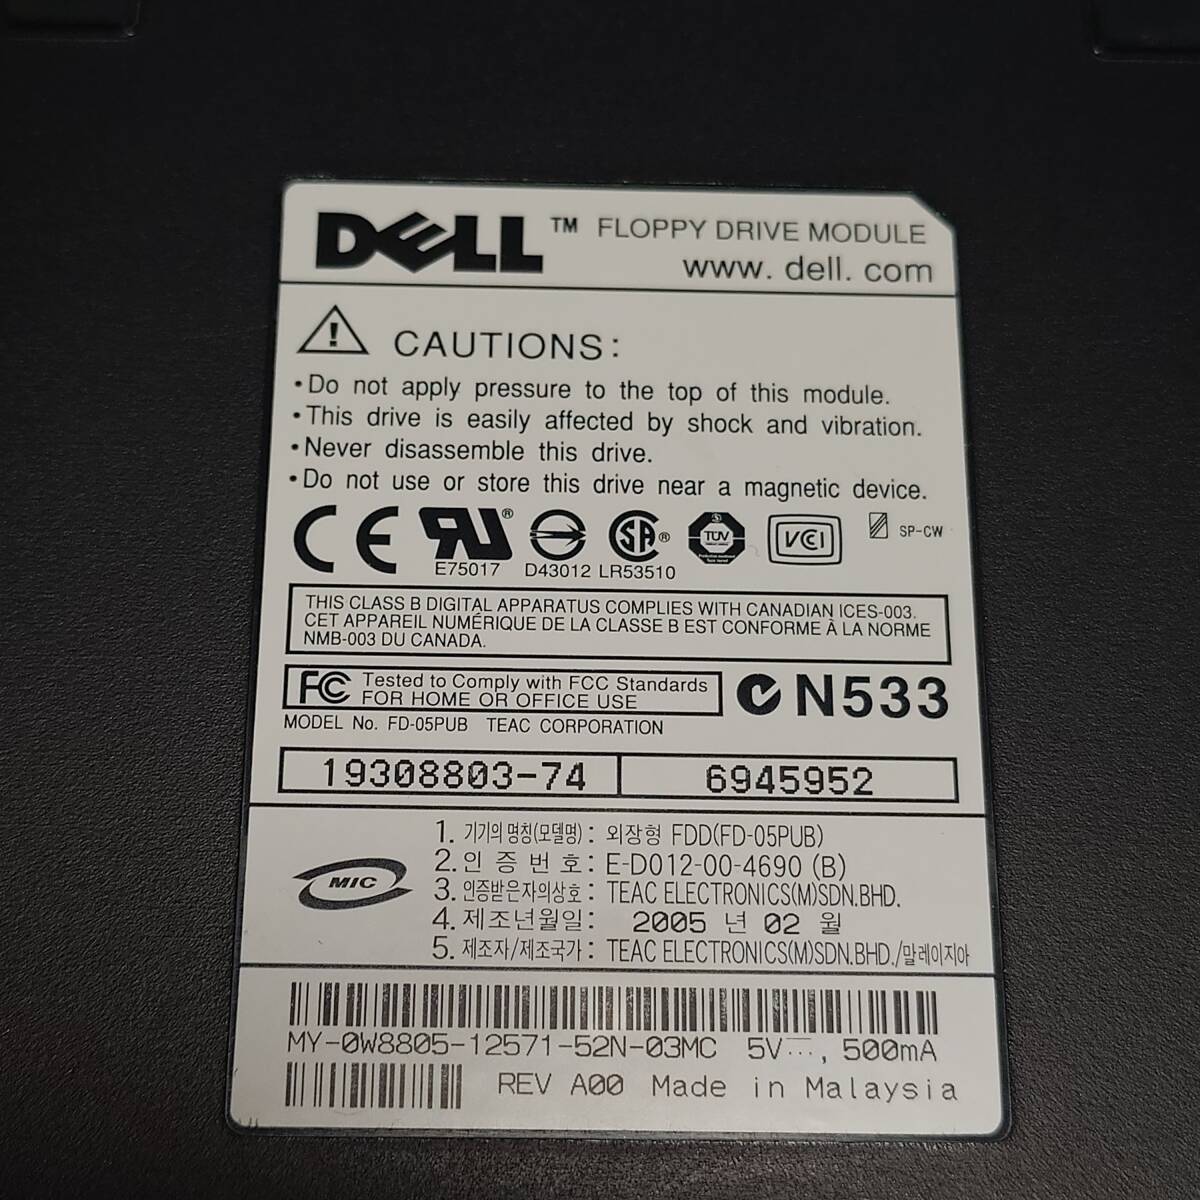 DELL ™ FLOPPY DRIVE MODULE
www. dell. com
CAUTIONS:
•Do not apply pressure to the top of this module.
•This drive is easily affected by shock and vibration.
•Never disassemble this drive.
•Do not use or store this drive near a magnetic device.
CE RU ® SA ® TÜV VCI SP-CW
E75017 D43012 LR53510
THIS CLASS B DIGITAL APPARATUS COMPLIES WITH CANADIAN ICES-003.
CET APPAREIL NUMÉRIQUE DE LA CLASSE B EST CONFORME À LA NORME
NMB-003 DU CANADA.
FC Tested to Comply with FCC Standards
FOR HOME OR OFFICE USE
N533
MODEL No. FD-05PUB TEAC CORPORATION
19308803-74 6945952
MIC
1. 기기의 명칭(모델명) : 외장형 FDD(FD-05PUB)
2. 인 증 번 호 : E-D012-00-4690 (B)
3. 인증받은자의상호 : TEAC ELECTRONICS(M)SDN.BHD.
4. 제조년월일 : 2005 년 02 월
5. 제조자/제조국가 : TEAC ELECTRONICS(M)SDN.BHD./말레이지아
MY-0W8805-12571-52N-03MC 5V⎓, 500mA
REV A00 Made in Malaysia